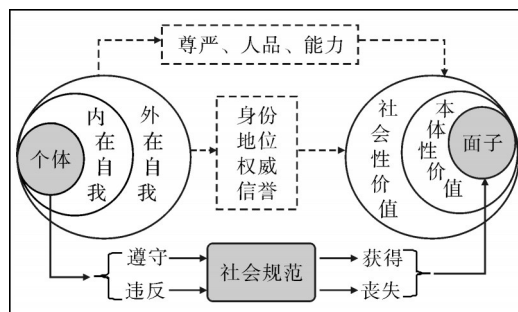 尊严、人品、能力
个体
内在自我
外在自我
身份
地位
权威
信誉
社会性价值
本体性价值
面子
遵守
违反
社会规范
获得
丧失